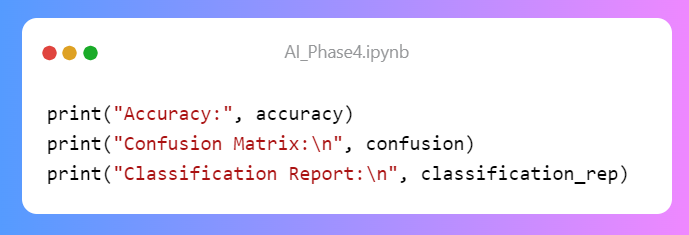 AI_Phase4.ipynb
print("Accuracy:", accuracy)
print("Confusion Matrix:\n", confusion)
print("Classification Report:\n", classification_rep)